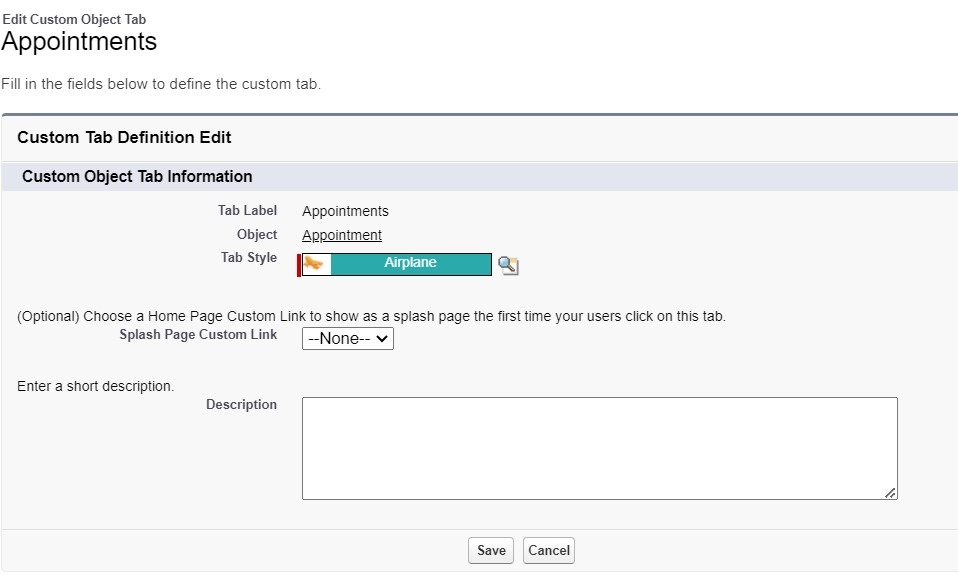 Edit Custom Object Tab
Appointments
Fill in the fields below to define the custom tab.
Custom Tab Definition Edit
Custom Object Tab Information
Tab Label Appointments
Object Appointment
Tab Style Airplane
(Optional) Choose a Home Page Custom Link to show as a splash page the first time your users click on this tab.
Splash Page Custom Link --None--
Enter a short description.
Description
Save Cancel